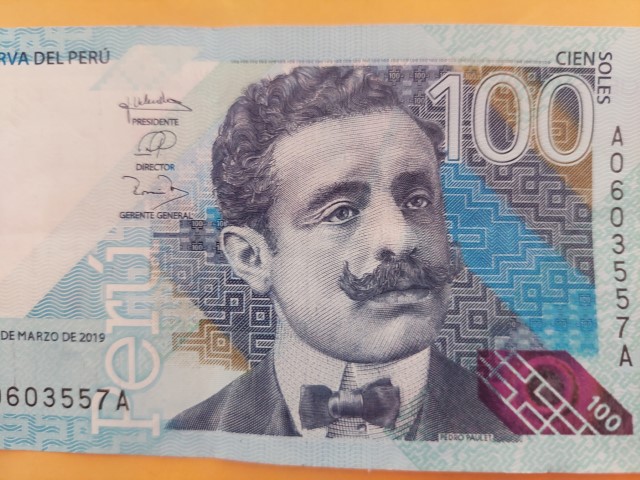 RVA DEL PERÚ
CIEN SOLES
100
PRESIDENTE
DIRECTOR
GERENTE GENERAL
Perú
DE MARZO DE 2019
0603557A
A0603557A
100
PEDRO PAULET